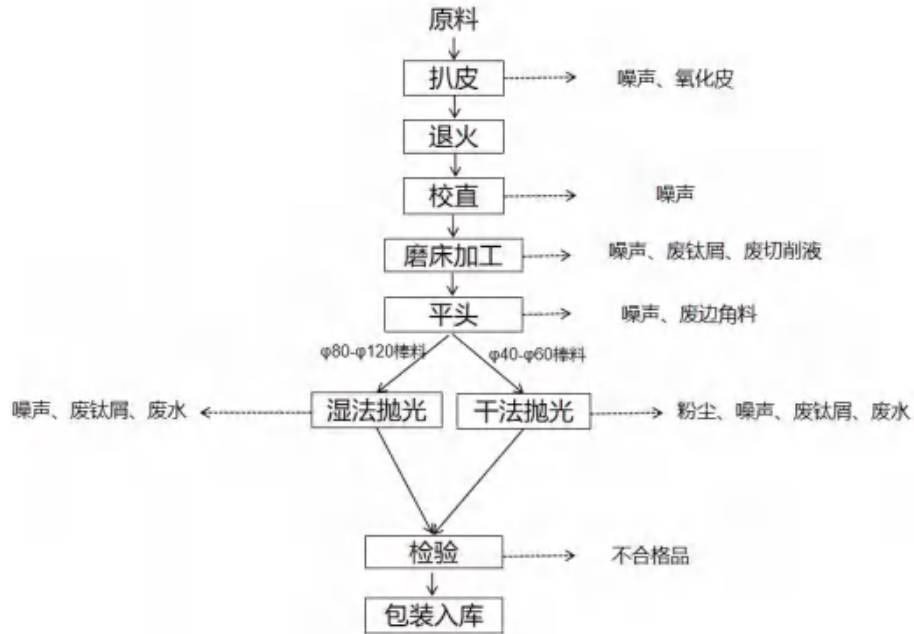 原料
扒皮
噪声、氧化皮
退火
校直
噪声
磨床加工
噪声、废钛屑、废切削液
平头
噪声、废边角料
φ80-φ120棒料
φ40-φ60棒料
噪声、废钛屑、废水
湿法抛光
干法抛光
粉尘、噪声、废钛屑、废水
检验
不合格品
包装入库